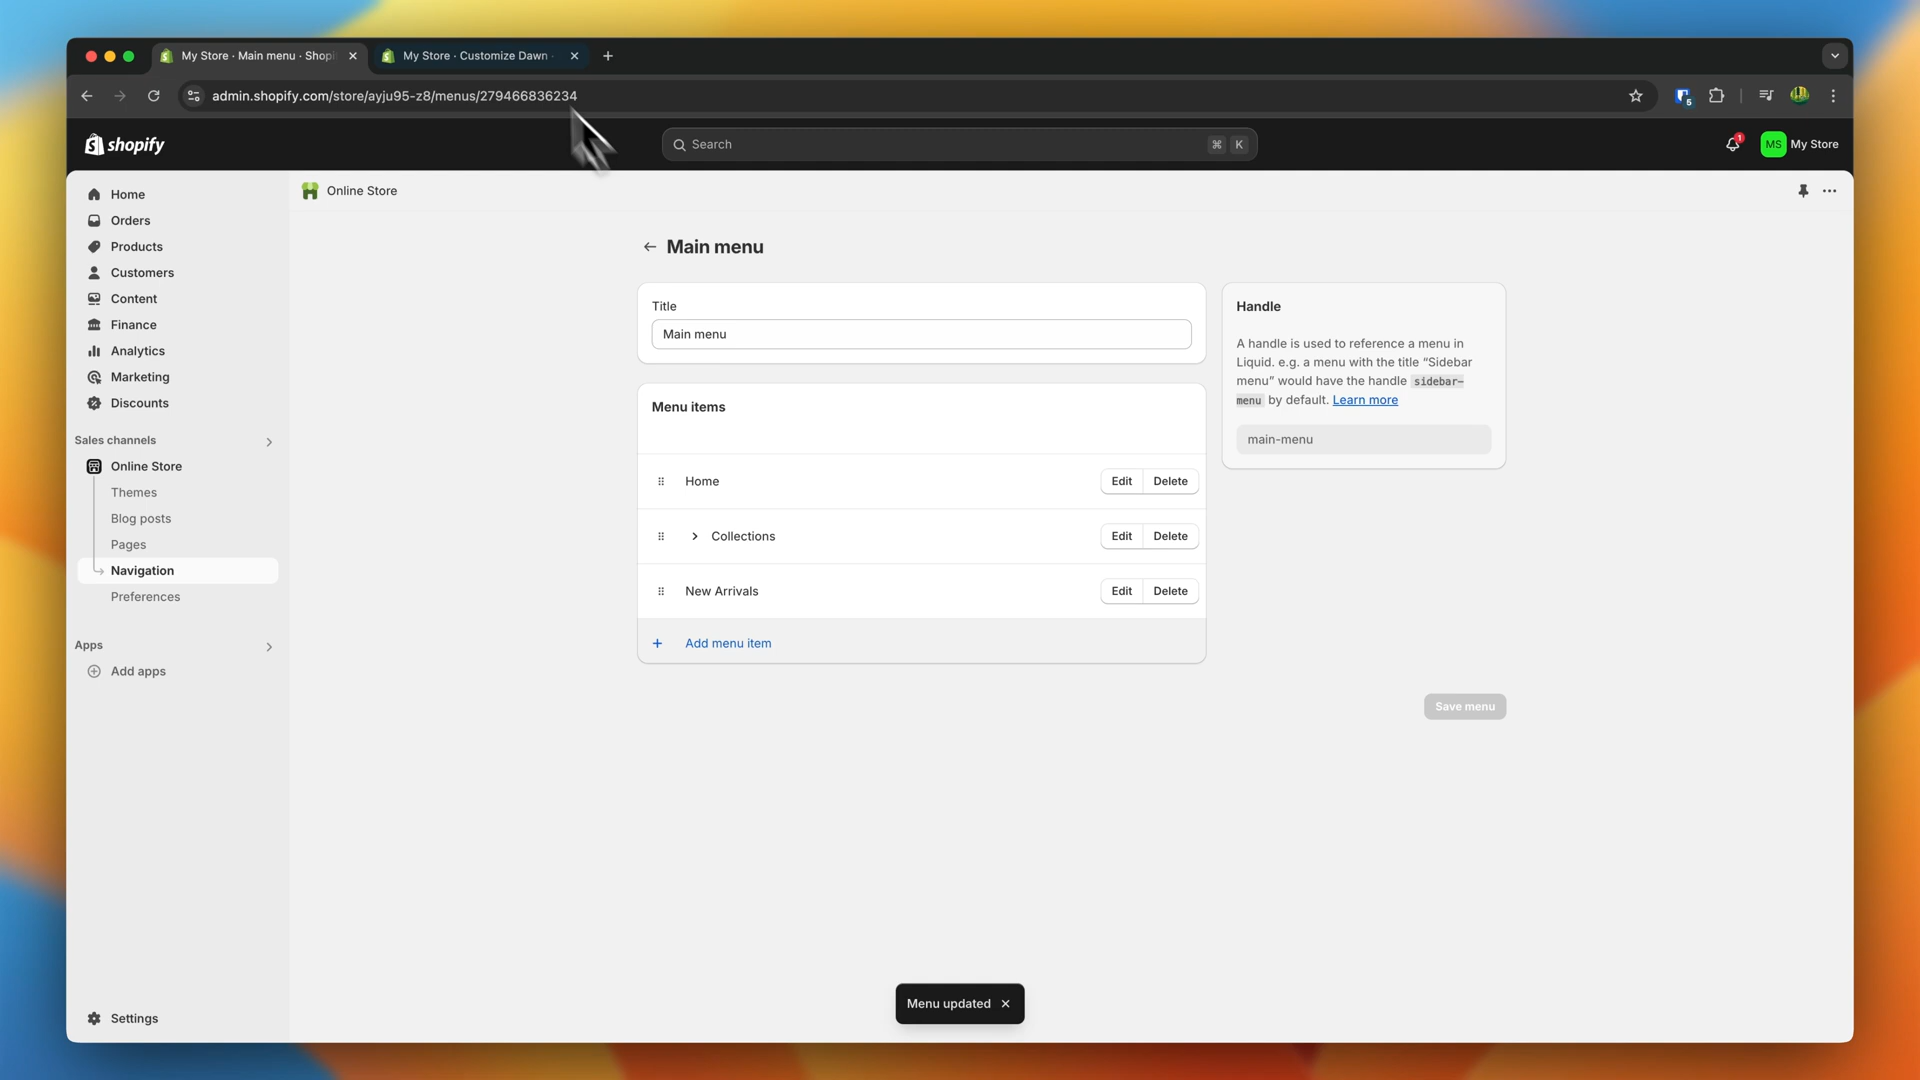 My Store · Main menu · Shopi
My Store · Customize Dawn ·
admin.shopify.com/store/ayju95-z8/menus/279466836234
5
shopify
Search
⌘ K
1
MS My Store
Home
Orders
Products
Customers
Content
Finance
Analytics
Marketing
Discounts
Sales channels
Online Store
Themes
Blog posts
Pages
Navigation
Preferences
Apps
Add apps
Settings
Online Store
Main menu
Title
Main menu
Menu items
Home
Edit Delete
Collections
Edit Delete
New Arrivals
Edit Delete
+ Add menu item
Handle
A handle is used to reference a menu in
Liquid. e.g. a menu with the title “Sidebar
menu” would have the handle sidebar-
menu by default. Learn more
main-menu
Save menu
Menu updated